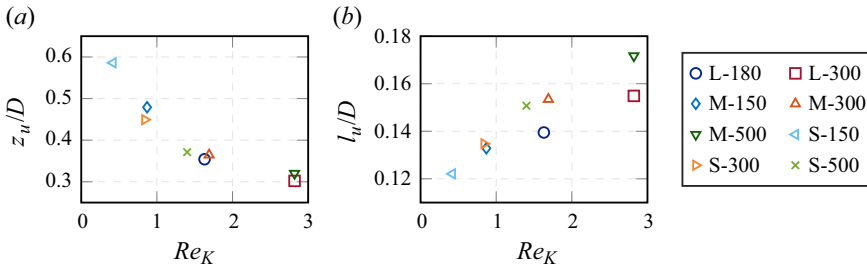 (a)
0.6
0.5
0.4
0.3
z_u/D
0 1 2 3
Re_K
(b)
0.18
0.16
0.14
0.12
l_u/D
0 1 2 3
Re_K
L-180 L-300
M-150 M-300
M-500 S-150
S-300 S-500